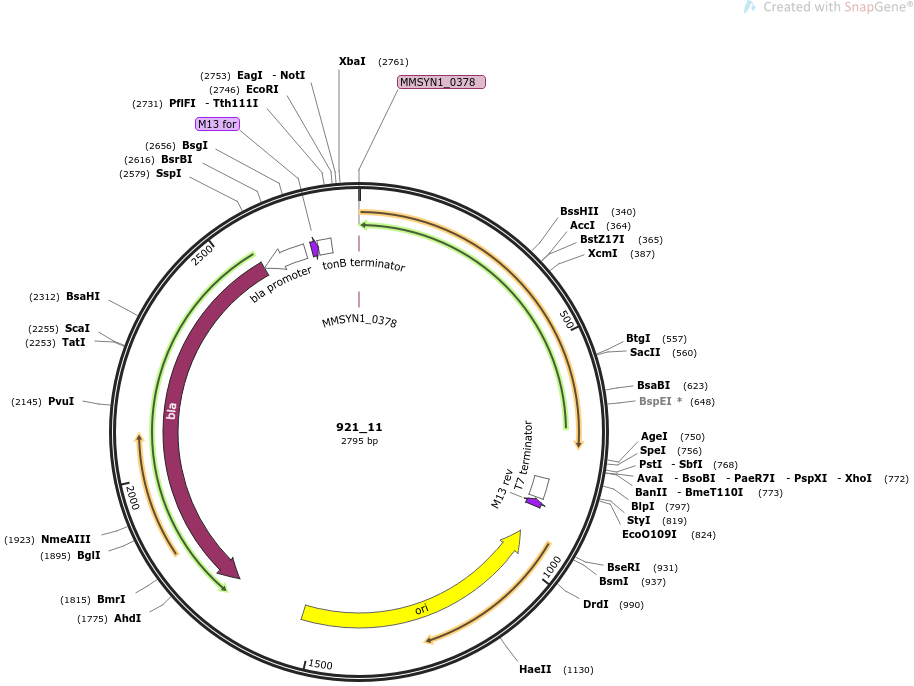 Created with SnapGene®
XbaI (2761)
(2753) EagI - NotI
MMSYN1_0378
(2746) EcoRI
(2731) PflFI - Tth111I
M13 for
(2656) BsgI
(2616) BsrBI
(2579) SspI
BssHII (340)
AccI (364)
BstZ17I (365)
XcmI (387)
2500
tonB terminator
bla promoter
(2312) BsaHI
500
MMSYN1_0378
(2255) ScaI
(2253) TatI
BtgI (557)
SacII (560)
BsaBI (623)
BspEI * (648)
(2145) PvuI
bla
921_11
2795 bp
AgeI (750)
SpeI (756)
PstI - SbfI (768)
AvaI - BsoBI - PaeR7I - PspXI - XhoI (772)
BanII - BmeT110I (773)
BlpI (797)
StyI (819)
EcoO109I (824)
T7 terminator
M13 rev
2000
(1923) NmeAIII
(1895) BglI
BseRI (931)
BsmI (937)
1000
DrdI (990)
(1815) BmrI
(1775) AhdI
ori
1500
HaeII (1130)